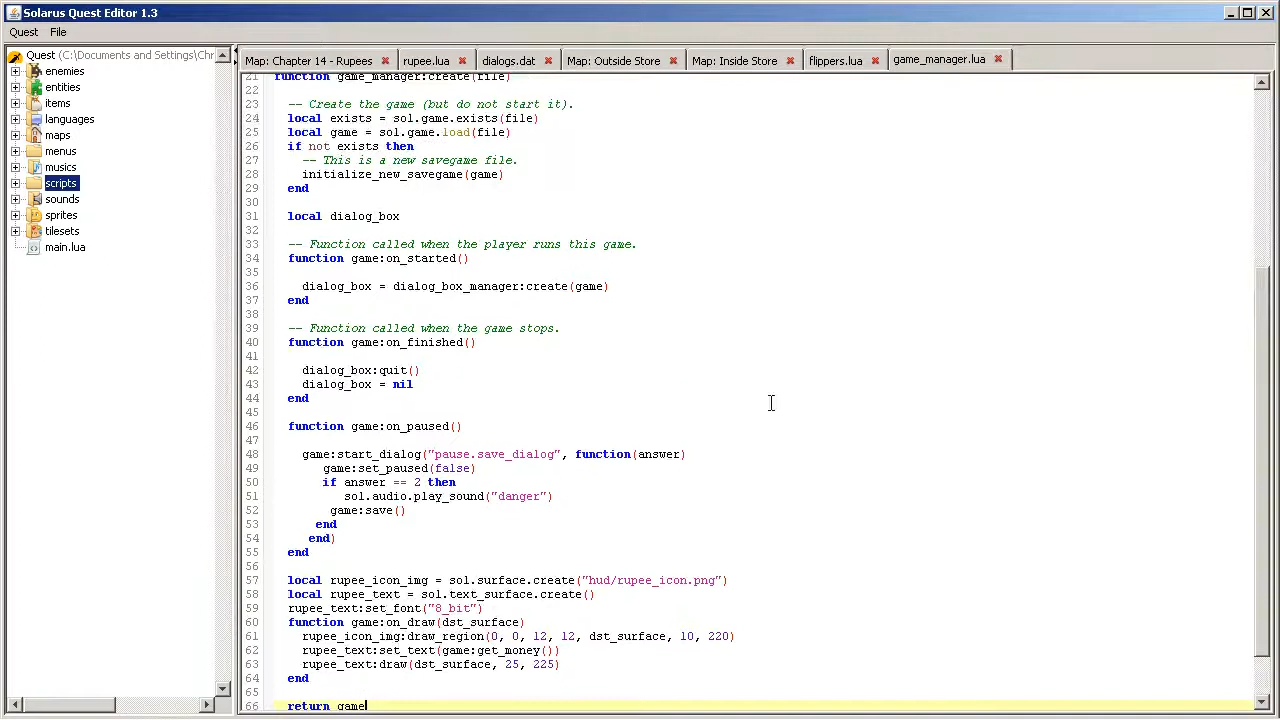 Solarus Quest Editor 1.3
Quest File
Quest (C:\Documents and Settings\Chr
enemies
entities
items
languages
maps
menus
musics
scripts
sounds
sprites
tilesets
main.lua
Map: Chapter 14 - Rupees rupee.lua dialogs.dat Map: Outside Store Map: Inside Store flippers.lua game_manager.lua
21 function game_manager:create(file)
22
23 -- Create the game (but do not start it).
24 local exists = sol.game.exists(file)
25 local game = sol.game.load(file)
26 if not exists then
27 -- This is a new savegame file.
28 initialize_new_savegame(game)
29 end
30
31 local dialog_box
32
33 -- Function called when the player runs this game.
34 function game:on_started()
35
36 dialog_box = dialog_box_manager:create(game)
37 end
38
39 -- Function called when the game stops.
40 function game:on_finished()
41
42 dialog_box:quit()
43 dialog_box = nil
44 end
45
46 function game:on_paused()
47
48 game:start_dialog("pause.save_dialog", function(answer)
49 game:set_paused(false)
50 if answer == 2 then
51 sol.audio.play_sound("danger")
52 game:save()
53 end
54 end)
55 end
56
57 local rupee_icon_img = sol.surface.create("hud/rupee_icon.png")
58 local rupee_text = sol.text_surface.create()
59 rupee_text:set_font("8_bit")
60 function game:on_draw(dst_surface)
61 rupee_icon_img:draw_region(0, 0, 12, 12, dst_surface, 10, 220)
62 rupee_text:set_text(game:get_money())
63 rupee_text:draw(dst_surface, 25, 225)
64 end
65
66 return game